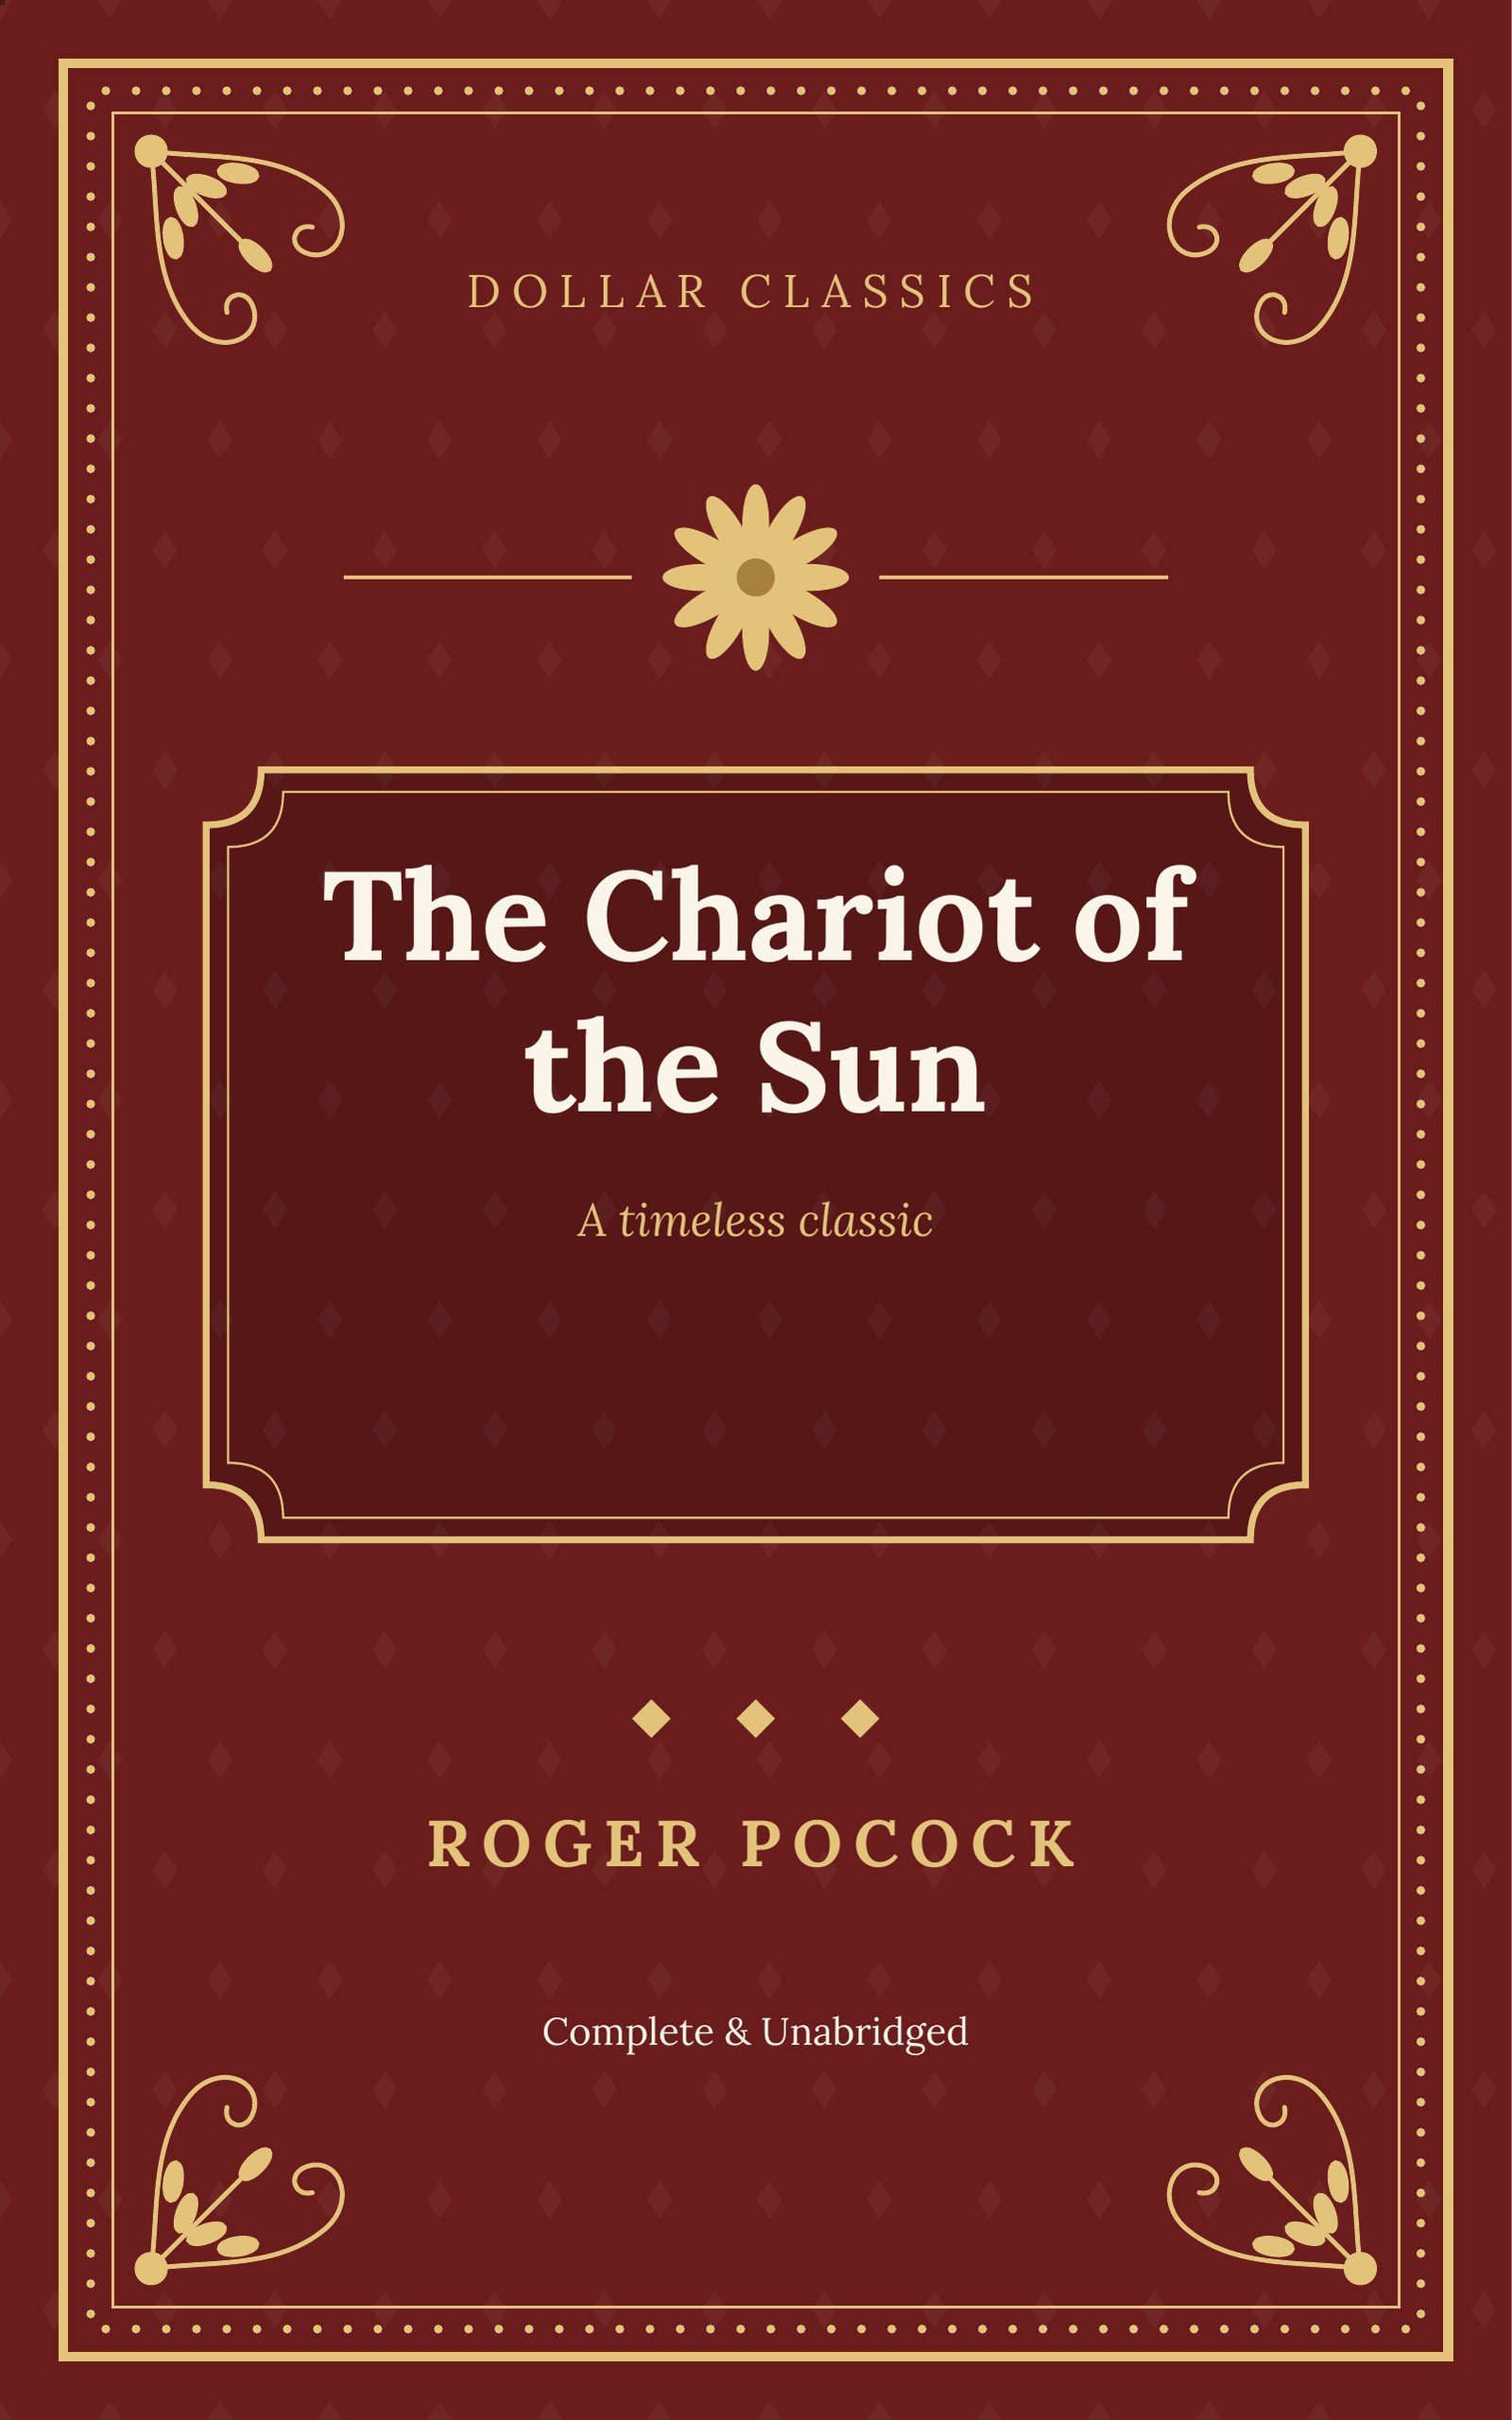 DOLLAR CLASSICS
The Chariot of
the Sun
A timeless classic
ROGER POCOCK
Complete & Unabridged